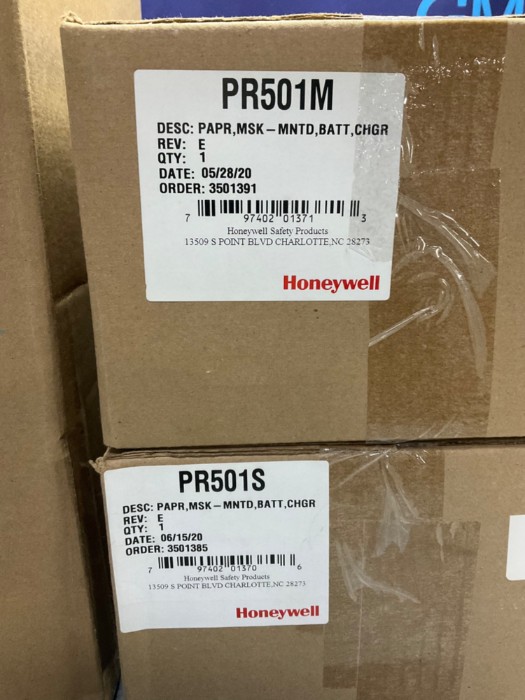 PR501M
DESC: PAPR,MSK-MNTD,BATT,CHGR
REV: E
QTY: 1
DATE: 05/28/20
ORDER: 3501391
7 97402 01371 3
Honeywell Safety Products
13509 S POINT BLVD CHARLOTTE,NC 28273
Honeywell
PR501S
DESC: PAPR,MSK-MNTD,BATT,CHGR
REV: E
QTY: 1
DATE: 06/15/20
ORDER: 3501385
7 97402 01370 6
Honeywell Safety Products
13509 S POINT BLVD CHARLOTTE,NC 28273
Honeywell